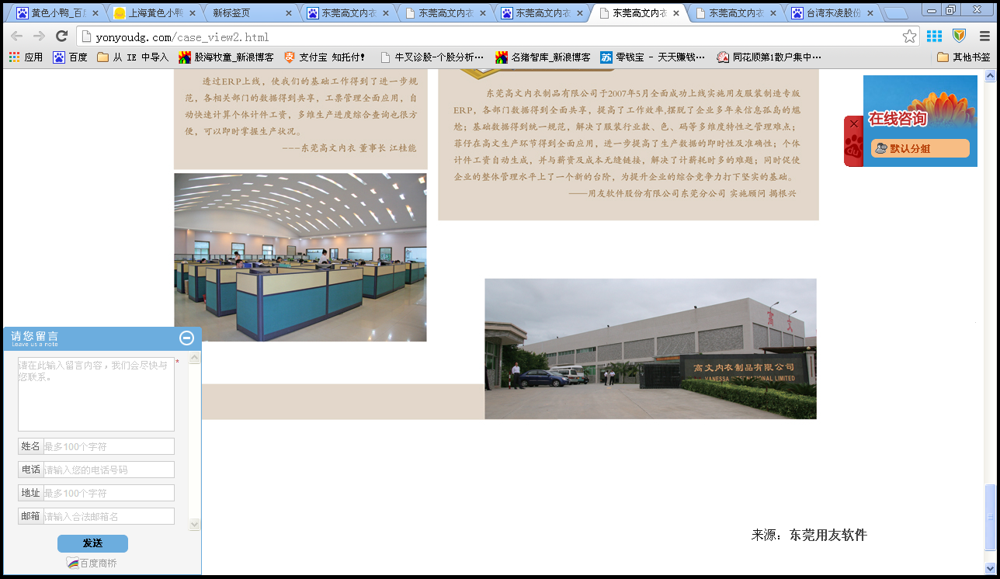 黄色小鸭_百度
上海黄色小鸭
新标签页
东莞高文内衣
东莞高文内衣
东莞高文内衣
东莞高文内衣
东莞高文内衣
台湾东凌股份
yonyoudg.com/case_view2.html
应用
百度
从 IE 中导入
股海牧童_新浪博客
支付宝 知托付!
牛叉诊股-个股分析…
名猪智库_新浪博客
零钱宝 - 天天赚钱…
同花顺第1散户集中…
其他书签
透过ERP上线，使我们的基础工作得到了进一步规
范，各相关部门的数据得到共享，工票管理全面应用，自
动快速计算个体计件工资，多维生产进度综合查询也很方
便，可以即时掌握生产状况。
---东莞高文内衣 董事长 江桂能
东莞高文内衣制品有限公司于2007年5月全面成功上线实施用友服装制造专版
ERP，各部门数据得到全面共享，提高了工作效率,摆脱了企业多年来信息孤岛的尴
尬；基础数据得到统一规范，解决了服装行业款、色、码等多维度特性之管理难点；
菲仔在高文生产环节得到全面应用，进一步提高了生产数据的即时性及准确性；个体
计件工资自动生成，并与薪资及成本无缝链接，解决了计薪耗时多的难题；同时促使
企业的整体管理水平上了一个新的台阶，为提升企业的综合竞争力打下坚实的基础。
——用友软件股份有限公司东莞分公司 实施顾问 揭根兴
在线咨询
默认分组
du
高 文
高文内衣制品有限公司
VANESSA INTERNATIONAL LIMITED
请您留言
Leave us a note
请在此输入留言内容，我们会尽快与
您联系。
*
姓名 最多100个字符
电话 请输入您的电话号码
地址 最多100个字符
邮箱 请输入合法邮箱名
发送
百度商桥
来源：东莞用友软件